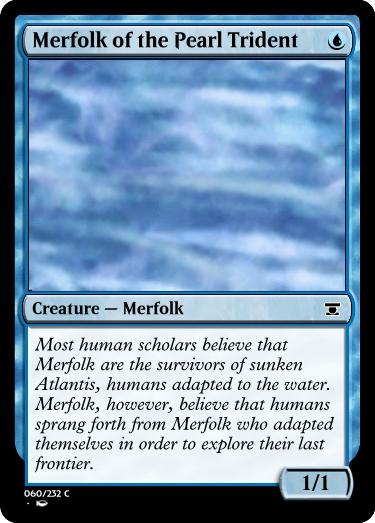 Merfolk of the Pearl Trident
Creature — Merfolk
Most human scholars believe that
Merfolk are the survivors of sunken
Atlantis, humans adapted to the water.
Merfolk, however, believe that humans
sprang forth from Merfolk who adapted
themselves in order to explore their last
frontier.
1/1
060/232 C